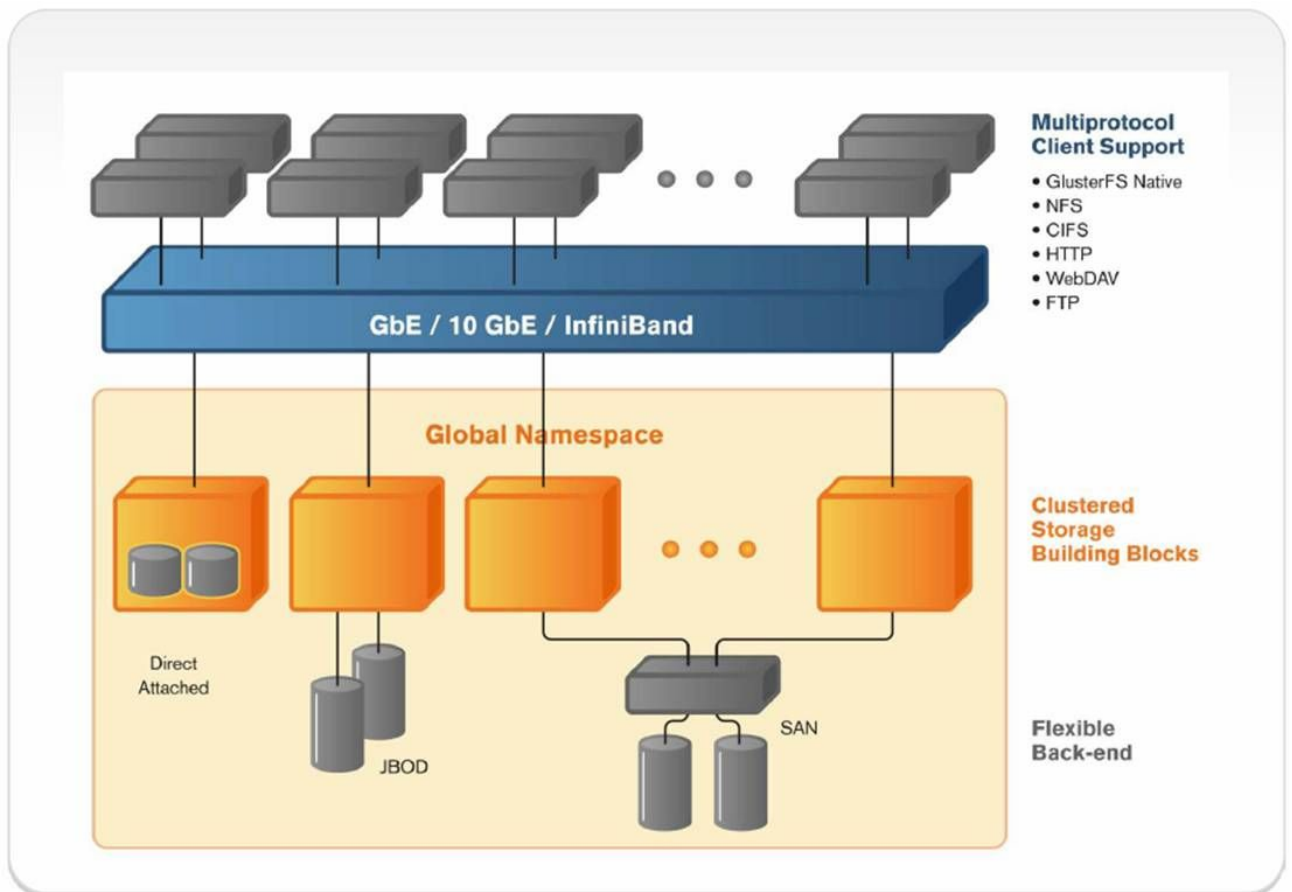 Multiprotocol
Client Support
• GlusterFS Native
• NFS
• CIFS
• HTTP
• WebDAV
• FTP
GbE / 10 GbE / InfiniBand
Global Namespace
Clustered
Storage
Building Blocks
Direct
Attached
JBOD
SAN
Flexible
Back-end